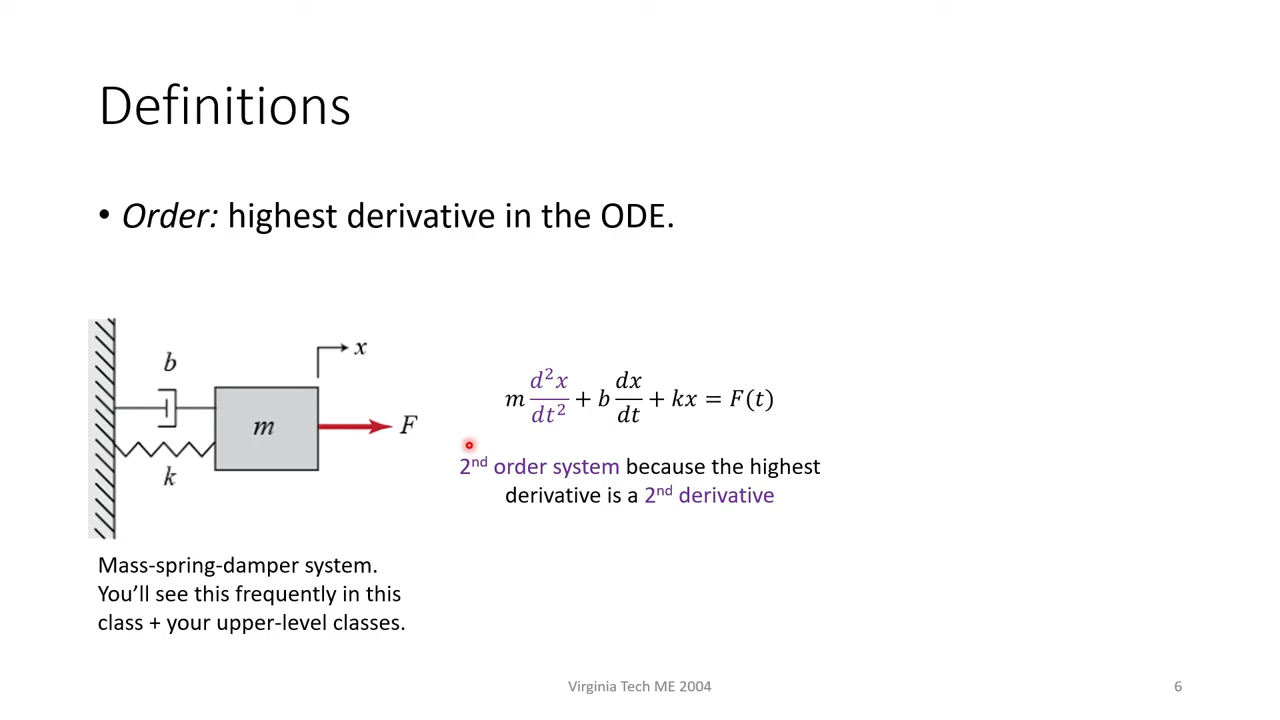 Definitions
• Order: highest derivative in the ODE.
b
x
m
F
k
m d²x/dt² + b dx/dt + kx = F(t)
2nd order system because the highest
derivative is a 2nd derivative
Mass-spring-damper system.
You'll see this frequently in this
class + your upper-level classes.
Virginia Tech ME 2004
6